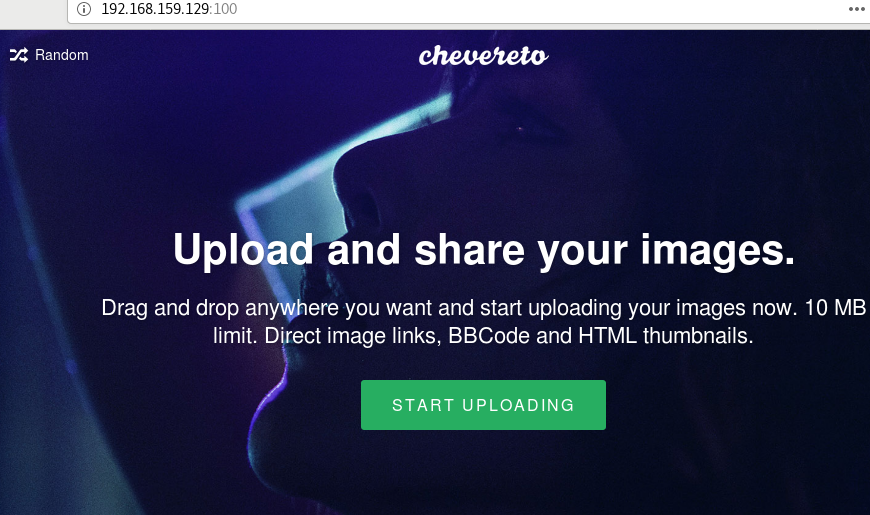 192.168.159.129:100
Random
chevereto
Upload and share your images.
Drag and drop anywhere you want and start uploading your images now. 10 MB
limit. Direct image links, BBCode and HTML thumbnails.
START UPLOADING